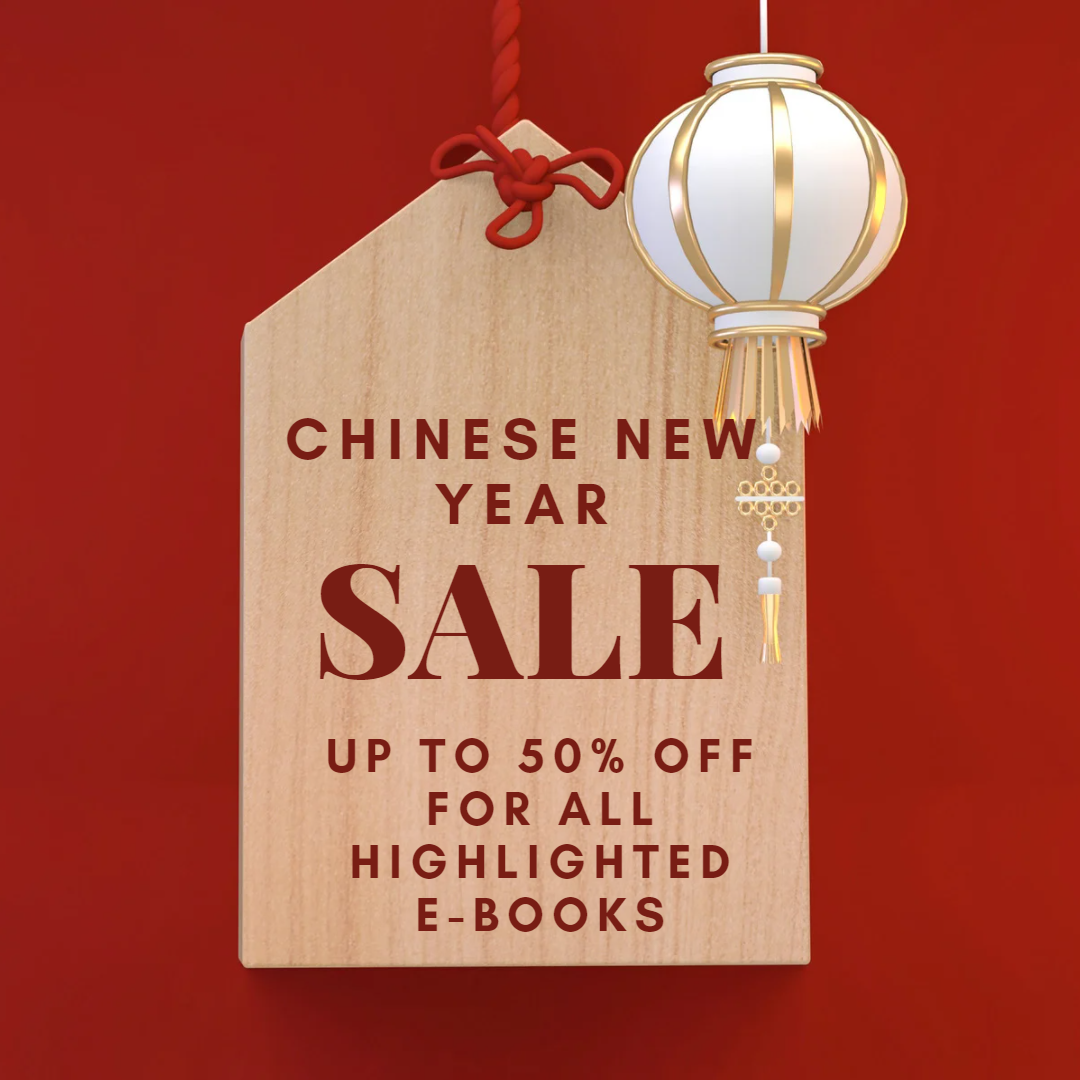 CHINESE NEW
YEAR
SALE
UP TO 50% OFF
FOR ALL
HIGHLIGHTED
E-BOOKS